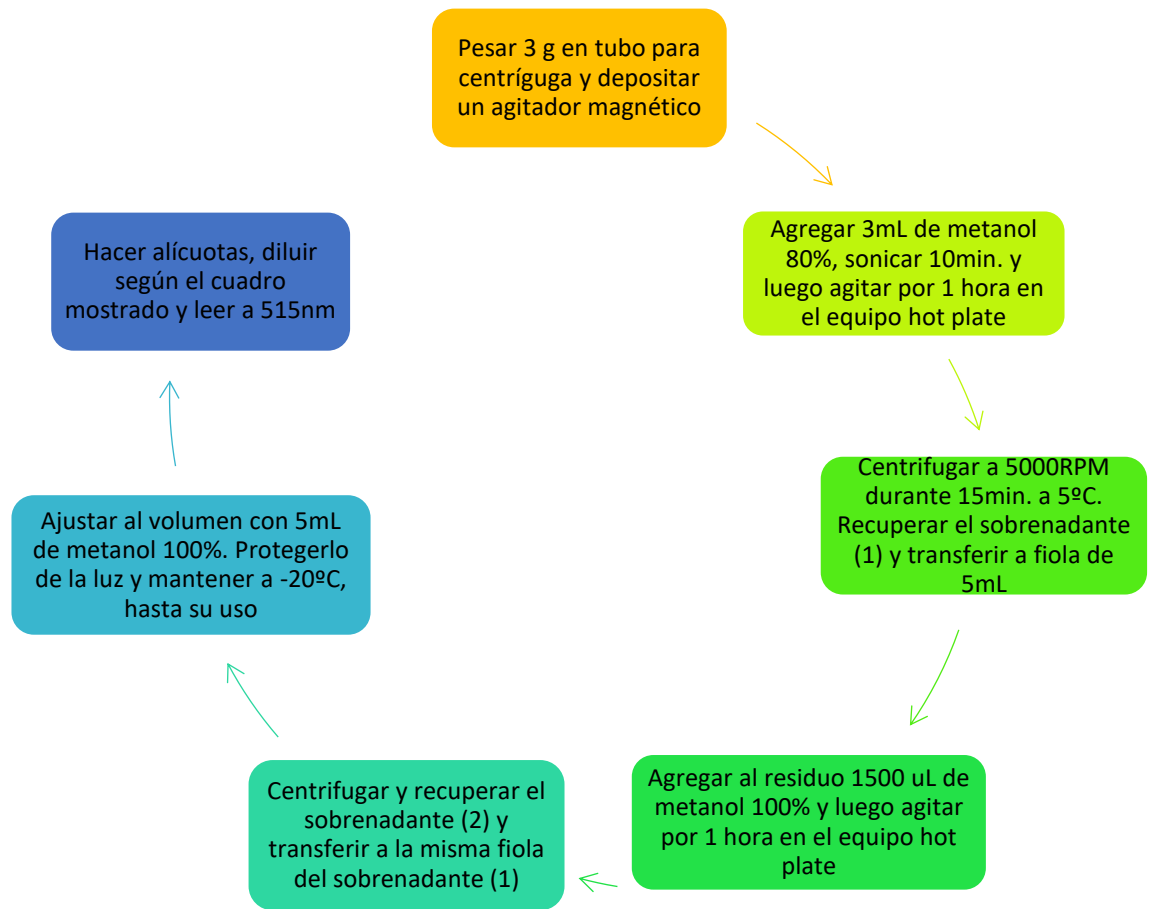 Pesar 3 g en tubo para
centríguga y depositar
un agitador magnético
Agregar 3mL de metanol
80%, sonicar 10min. y
luego agitar por 1 hora en
el equipo hot plate
Centrifugar a 5000RPM
durante 15min. a 5ºC.
Recuperar el sobrenadante
(1) y transferir a fiola de
5mL
Agregar al residuo 1500 uL de
metanol 100% y luego agitar
por 1 hora en el equipo hot
plate
Centrifugar y recuperar el
sobrenadante (2) y
transferir a la misma fiola
del sobrenadante (1)
Ajustar al volumen con 5mL
de metanol 100%. Protegerlo
de la luz y mantener a -20ºC,
hasta su uso
Hacer alícuotas, diluir
según el cuadro
mostrado y leer a 515nm